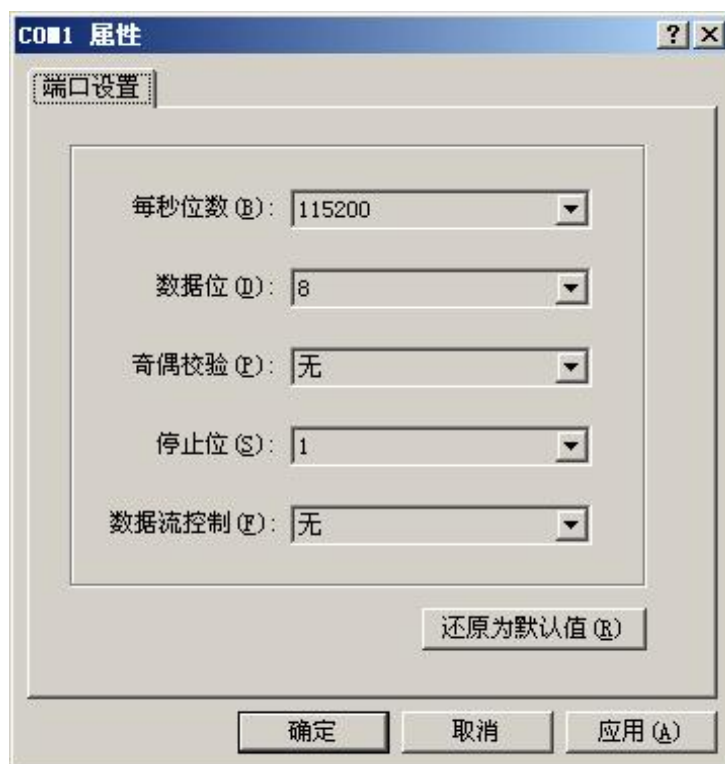 COM1 属性
端口设置
每秒位数(B): 115200
数据位(D): 8
奇偶校验(P): 无
停止位(S): 1
数据流控制(F): 无
还原为默认值(R)
确定 取消 应用(A)